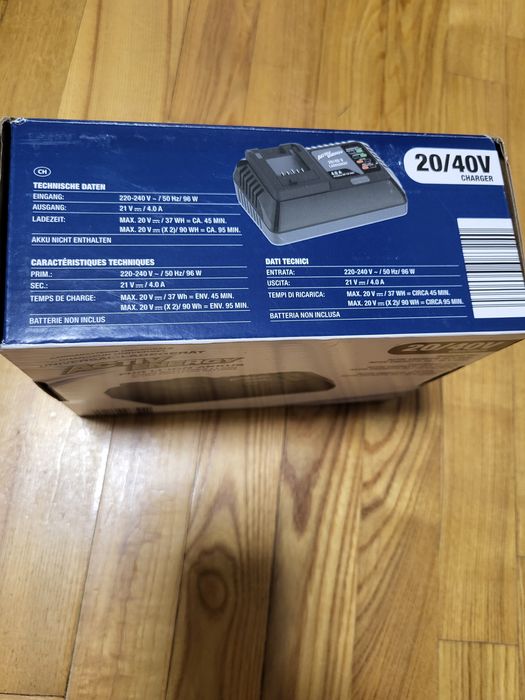 CH
TECHNISCHE DATEN
EINGANG: 220-240 V ~ / 50 Hz/ 96 W
AUSGANG: 21 V ⎓ / 4.0 A
LADEZEIT: MAX. 20 V ⎓ / 37 WH = CA. 45 MIN.
MAX. 20 V ⎓ (X 2)/ 90 WH = CA. 95 MIN.
AKKU NICHT ENTHALTEN
20/40V
CHARGER
CARACTÉRISTIQUES TECHNIQUES
PRIM.: 220-240 V ~ / 50 Hz/ 96 W
SEC.: 21 V ⎓ / 4.0 A
TEMPS DE CHARGE: MAX. 20 V ⎓ / 37 Wh = ENV. 45 MIN.
MAX. 20 V ⎓ (X 2)/ 90 Wh = ENV. 95 MIN.
BATTERIE NON INCLUS
DATI TECNICI
ENTRATA: 220-240 V ~ / 50 Hz/ 96 W
USCITA: 21 V ⎓ / 4.0 A
TEMPI DI RICARICA: MAX. 20 V ⎓ / 37 WH = CIRCA 45 MIN.
MAX. 20 V ⎓ (X 2)/ 90 WH = CIRCA 95 MIN.
BATTERIA NON INCLUSA
20/40V